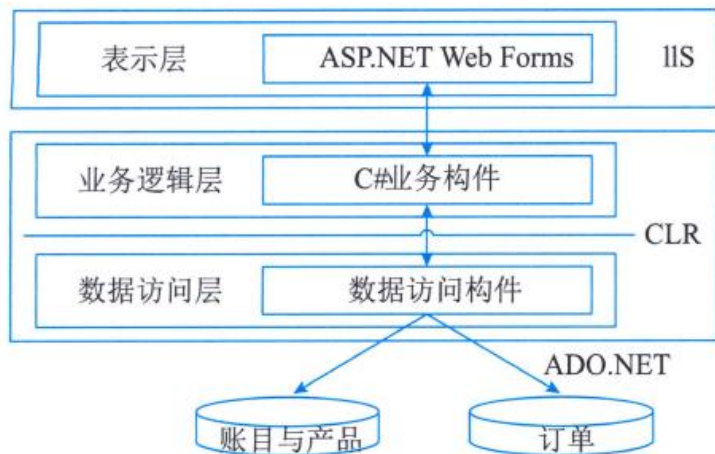 表示层 ASP.NET Web Forms llS
业务逻辑层 C#业务构件
CLR
数据访问层 数据访问构件
ADO.NET
账目与产品 订单